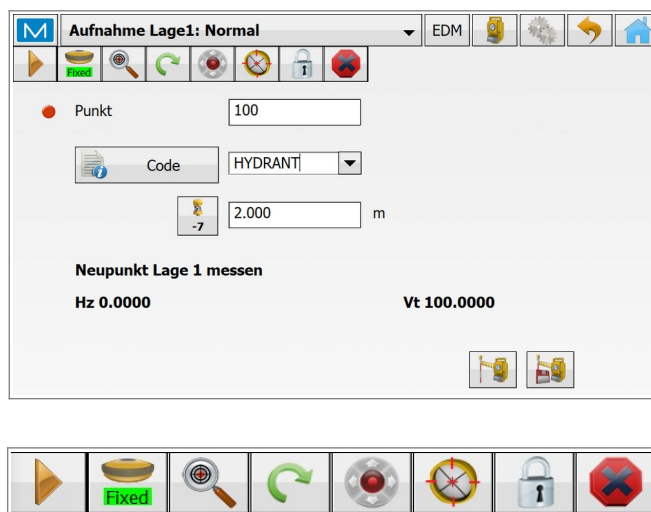 M Aufnahme Lage1: Normal EDM
Fixed
Punkt 100
Code HYDRANT
-7 2.000 m
Neupunkt Lage 1 messen
Hz 0.0000 Vt 100.0000
Fixed